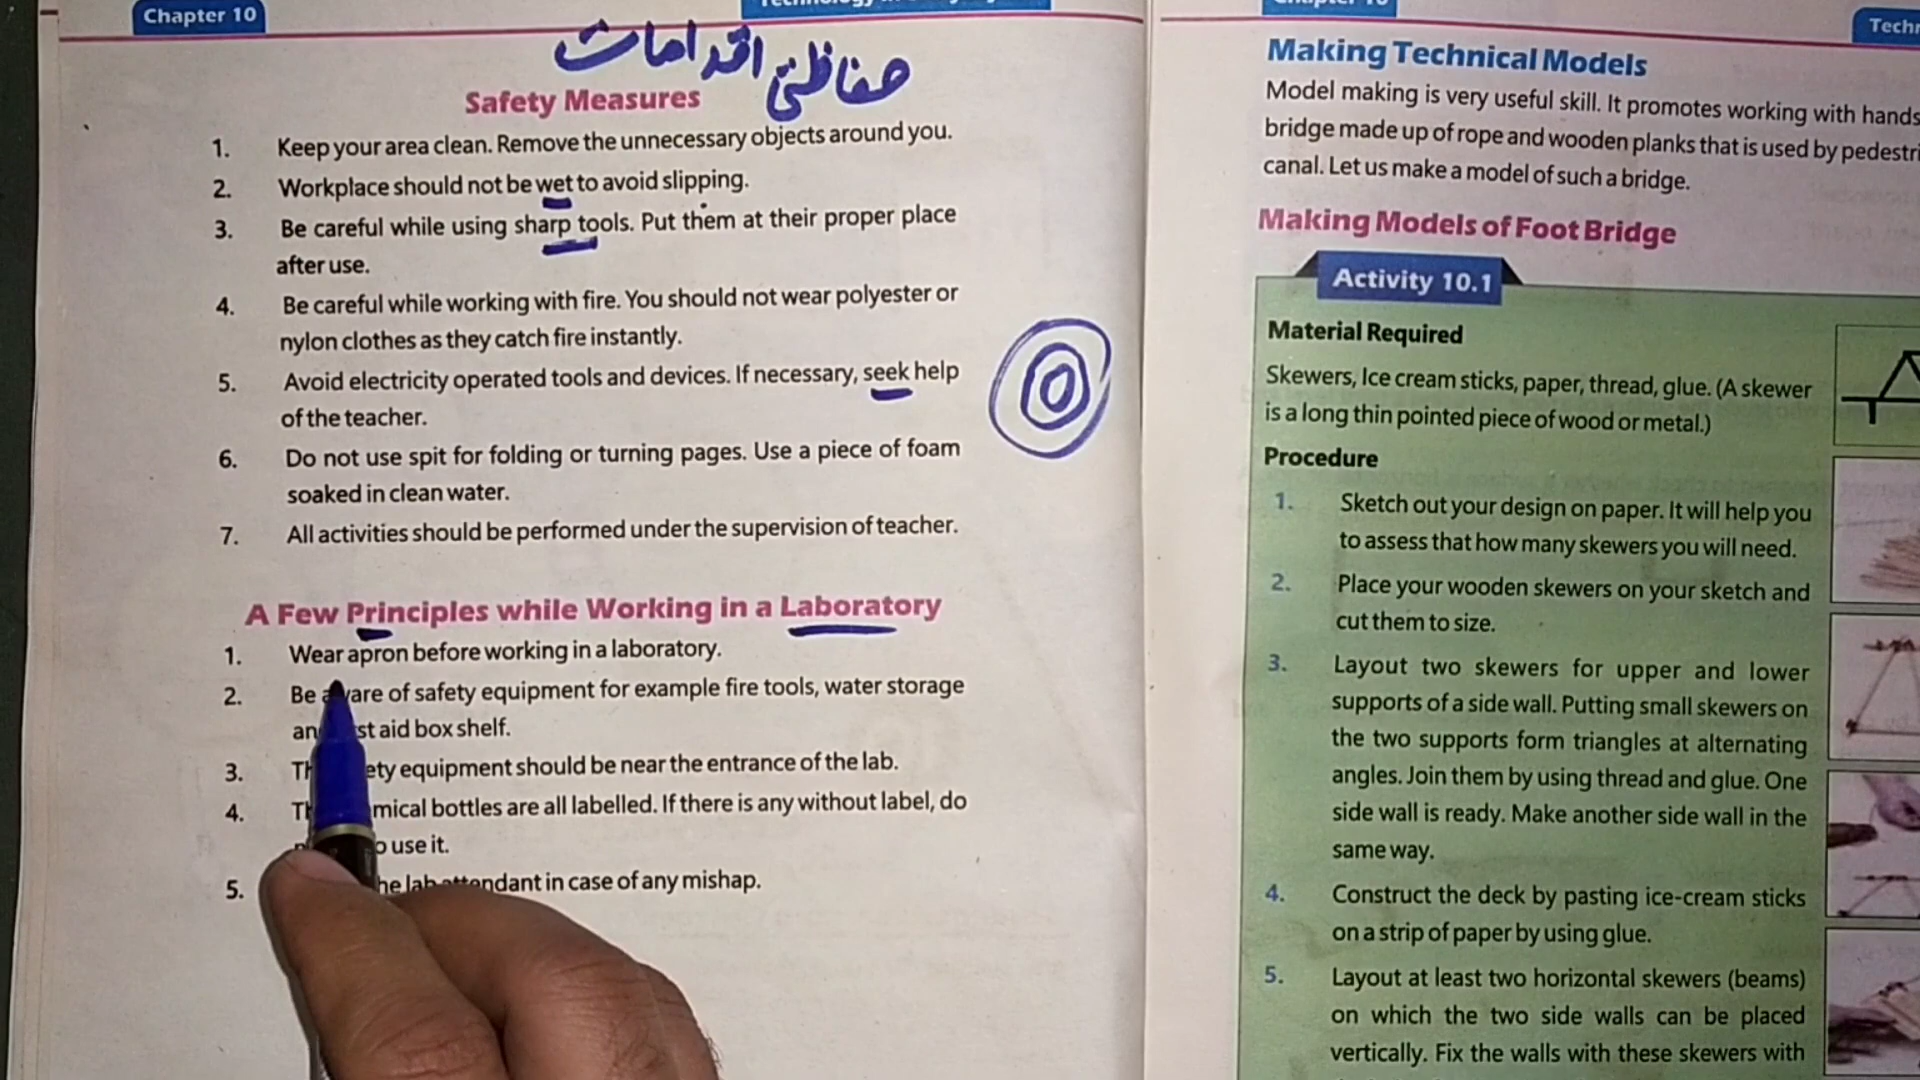 Chapter 10
حفاظتی اقدامات
Safety Measures
1. Keep your area clean. Remove the unnecessary objects around you.
2. Workplace should not be wet to avoid slipping.
3. Be careful while using sharp tools. Put them at their proper place
after use.
4. Be careful while working with fire. You should not wear polyester or
nylon clothes as they catch fire instantly.
5. Avoid electricity operated tools and devices. If necessary, seek help
of the teacher.
6. Do not use spit for folding or turning pages. Use a piece of foam
soaked in clean water.
7. All activities should be performed under the supervision of teacher.
A Few Principles while Working in a Laboratory
1. Wear apron before working in a laboratory.
2. Be aware of safety equipment for example fire tools, water storage
aid box shelf.
3. equipment should be near the entrance of the lab.
4. bottles are all labelled. If there is any without label, do
use it.
5. lab attendant in case of any mishap.
Making Technical Models
Model making is very useful skill. It promotes working with hands
bridge made up of rope and wooden planks that is used by
canal. Let us make a model of such a bridge.
Making Models of Foot Bridge
Activity 10.1
Material Required
Skewers, Ice cream sticks, paper, thread, glue. (A skewer
is a long thin pointed piece of wood or metal.)
Procedure
1. Sketch out your design on paper. It will help you
to assess that how many skewers you will need.
2. Place your wooden skewers on your sketch and
cut them to size.
3. Layout two skewers for upper and lower
supports of a side wall. Putting small skewers on
the two supports form triangles at alternating
angles. Join them by using thread and glue. One
side wall is ready. Make another side wall in the
same way.
4. Construct the deck by pasting ice-cream sticks
on a strip of paper by using glue.
5. Layout at least two horizontal skewers (beams)
on which the two side walls can be placed
vertically. Fix the walls with these skewers with